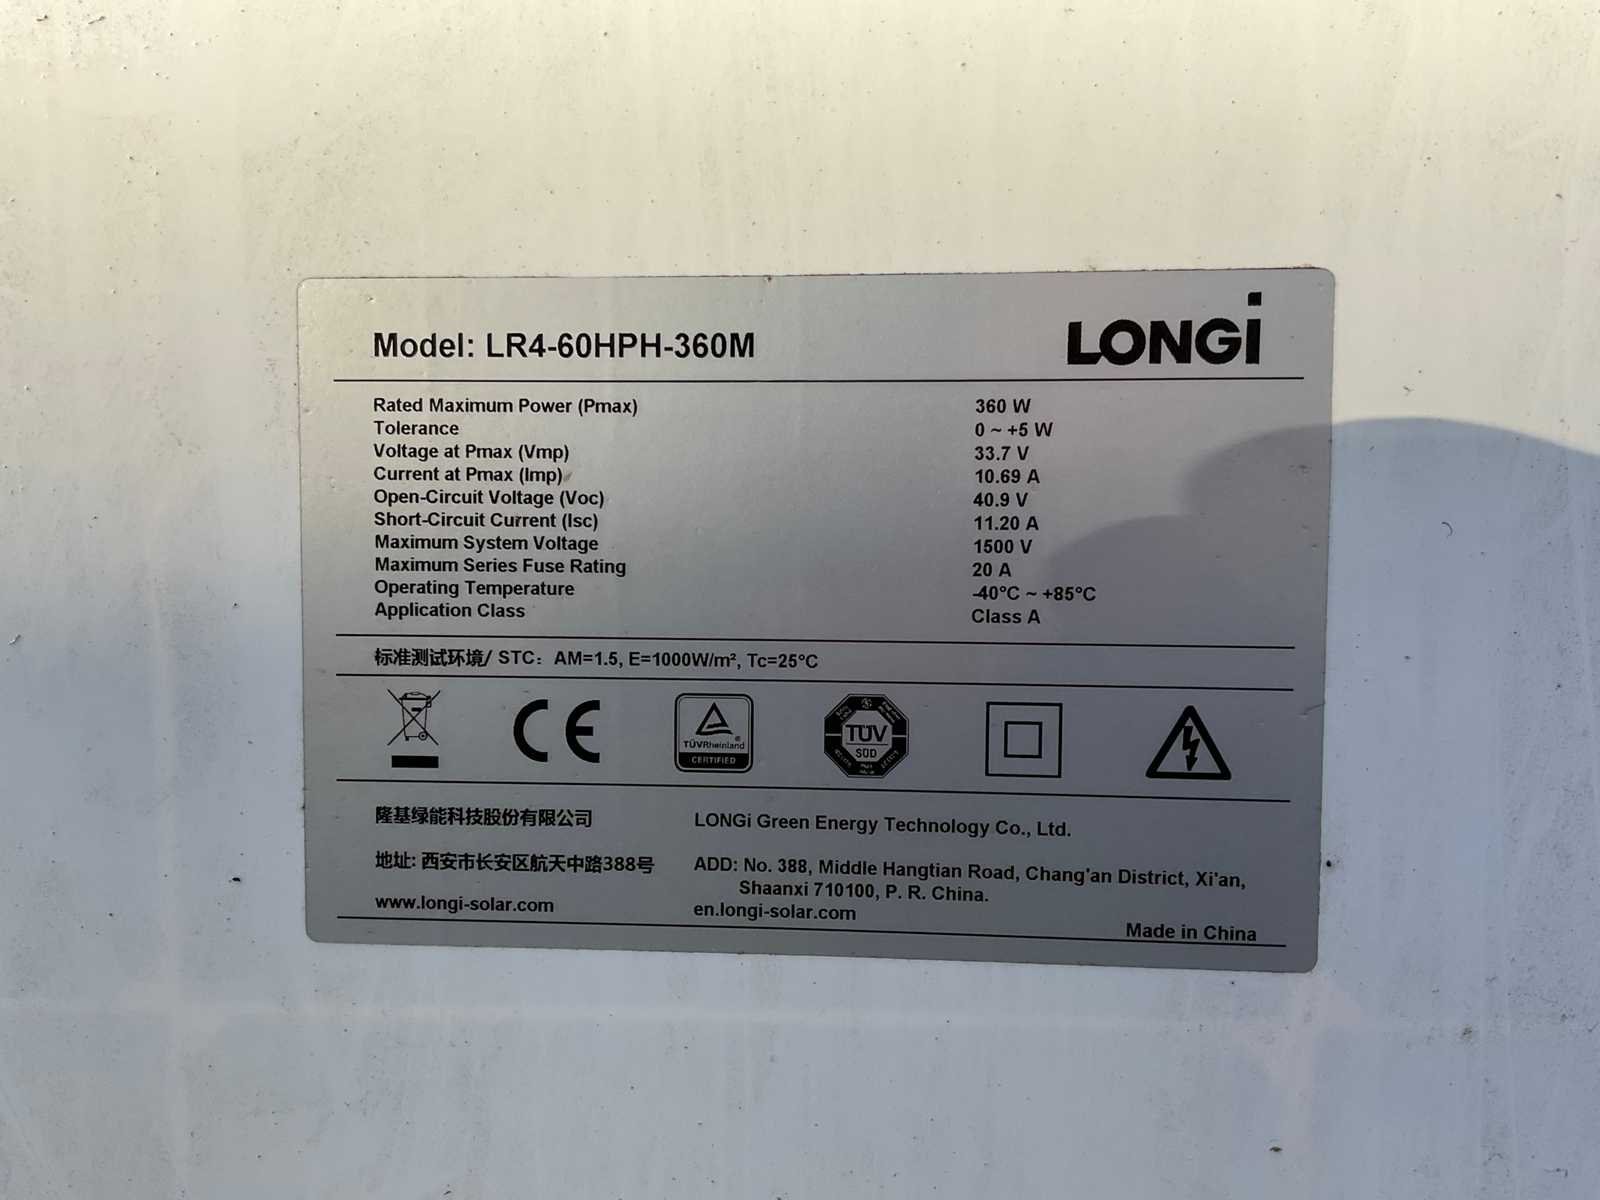 Model: LR4-60HPH-360M LONGi
Rated Maximum Power (Pmax) 360 W
Tolerance 0 ~ +5 W
Voltage at Pmax (Vmp) 33.7 V
Current at Pmax (Imp) 10.69 A
Open-Circuit Voltage (Voc) 40.9 V
Short-Circuit Current (Isc) 11.20 A
Maximum System Voltage 1500 V
Maximum Series Fuse Rating 20 A
Operating Temperature -40°C ~ +85°C
Application Class Class A
标准测试环境/ STC: AM=1.5, E=1000W/m², Tc=25°C
CE
TÜVRheinland
CERTIFIED
TÜV
SÜD
隆基绿能科技股份有限公司 LONGi Green Energy Technology Co., Ltd.
地址: 西安市长安区航天中路388号 ADD: No. 388, Middle Hangtian Road, Chang'an District, Xi'an,
Shaanxi 710100, P. R. China.
www.longi-solar.com en.longi-solar.com
Made in China